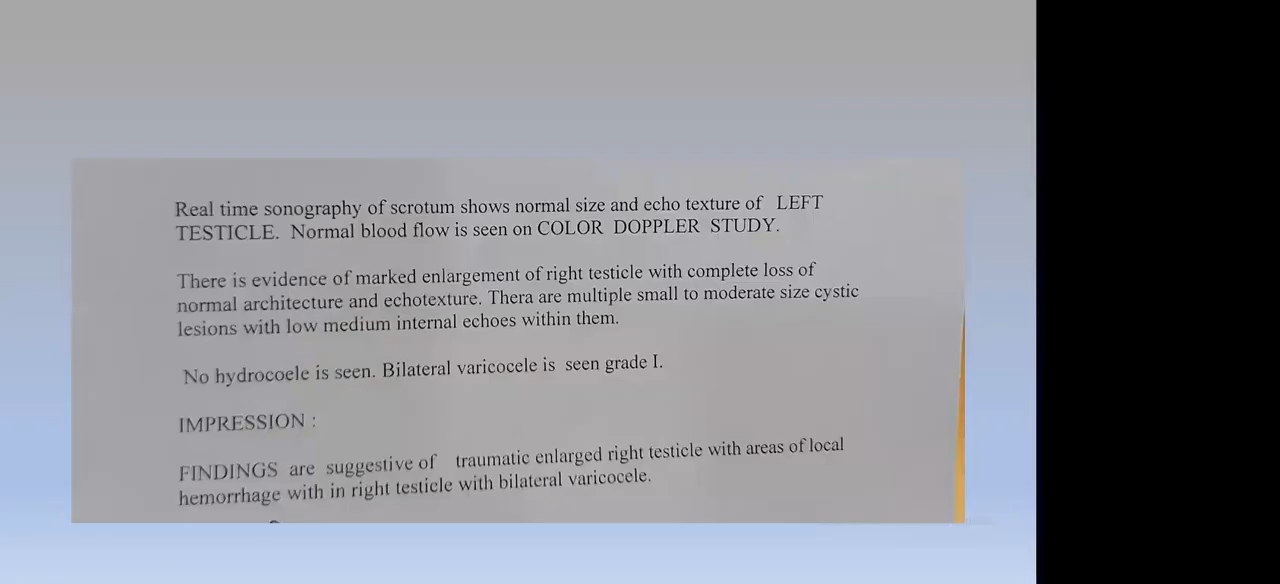 Real time sonography of scrotum shows normal size and echo texture of LEFT
TESTICLE. Normal blood flow is seen on COLOR DOPPLER STUDY.
There is evidence of marked enlargement of right testicle with complete loss of
normal architecture and echotexture. Thera are multiple small to moderate size cystic
lesions with low medium internal echoes within them.
No hydrocoele is seen. Bilateral varicocele is seen grade I.
IMPRESSION :
FINDINGS are suggestive of traumatic enlarged right testicle with areas of local
hemorrhage with in right testicle with bilateral varicocele.